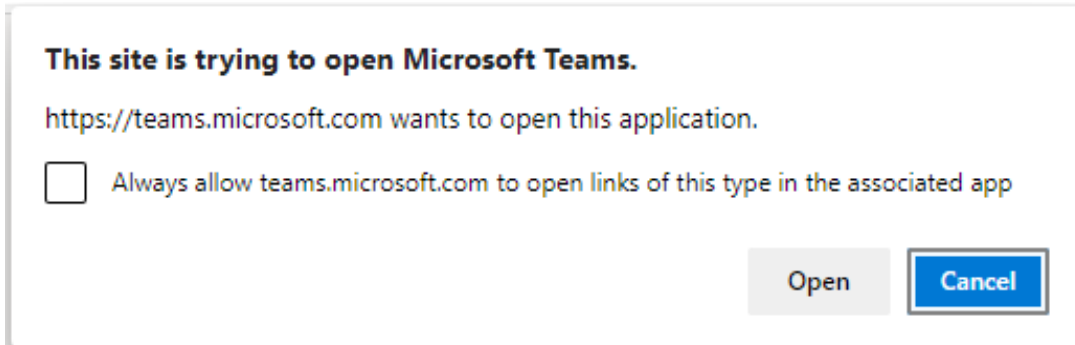 This site is trying to open Microsoft Teams.
https://teams.microsoft.com wants to open this application.
Always allow teams.microsoft.com to open links of this type in the associated app
Open
Cancel